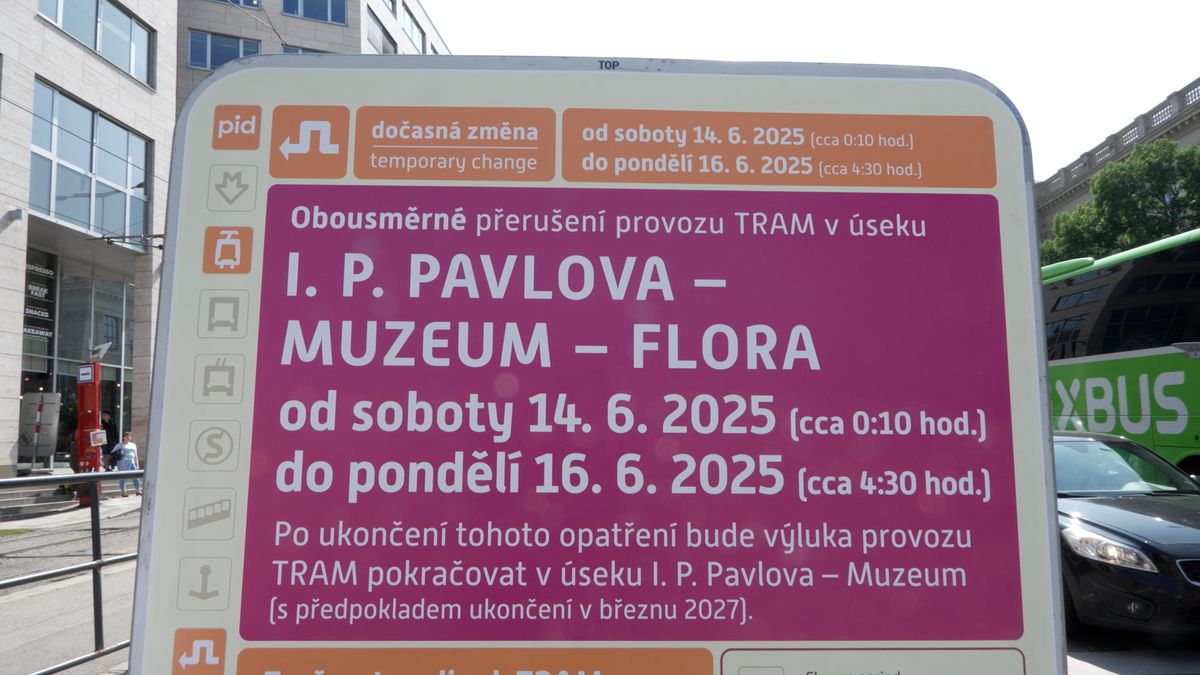 TOP
pid
dočasná změna
temporary change
od soboty 14. 6. 2025 (cca 0:10 hod.)
do pondělí 16. 6. 2025 (cca 4:30 hod.)
Obousměrné přerušení provozu TRAM v úseku
I. P. PAVLOVA –
MUZEUM – FLORA
od soboty 14. 6. 2025 (cca 0:10 hod.)
do pondělí 16. 6. 2025 (cca 4:30 hod.)
Po ukončení tohoto opatření bude výluka provozu
TRAM pokračovat v úseku I. P. Pavlova – Muzeum
(s předpokladem ukončení v březnu 2027).
S
ESPRESSO
BREAK
FAST
SNACKS
TAKEAWAY
XBUS